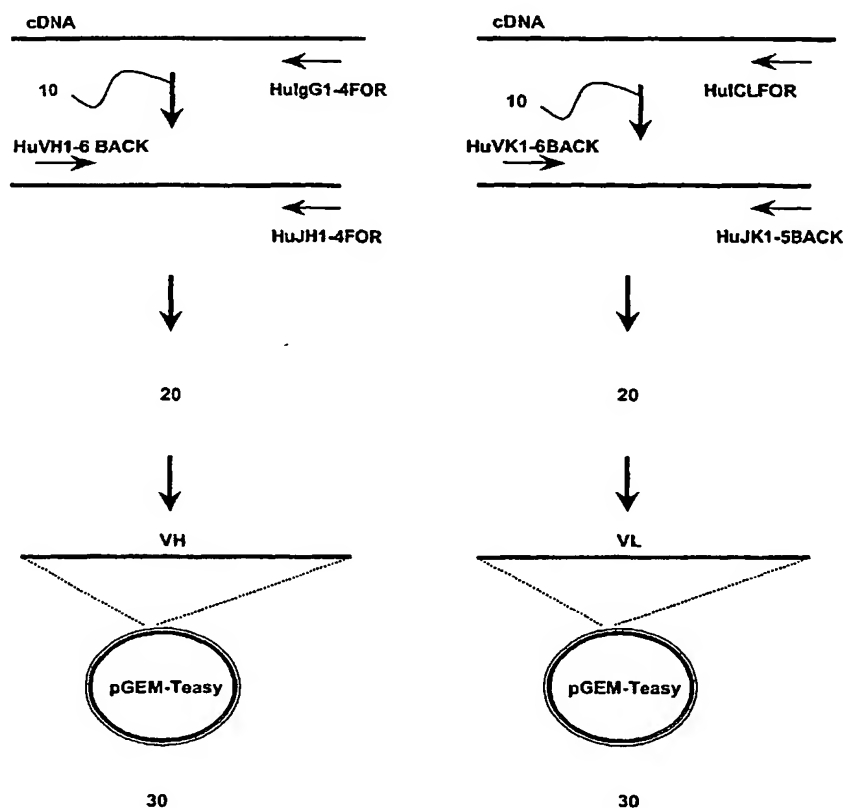 cDNA
HuIgG1-4FOR
10
HuVH1-6 BACK
HuJH1-4FOR
20
VH
pGEM-Teasy
30
cDNA
HuICLFOR
10
HuVK1-6BACK
HuJK1-5BACK
20
VL
pGEM-Teasy
30